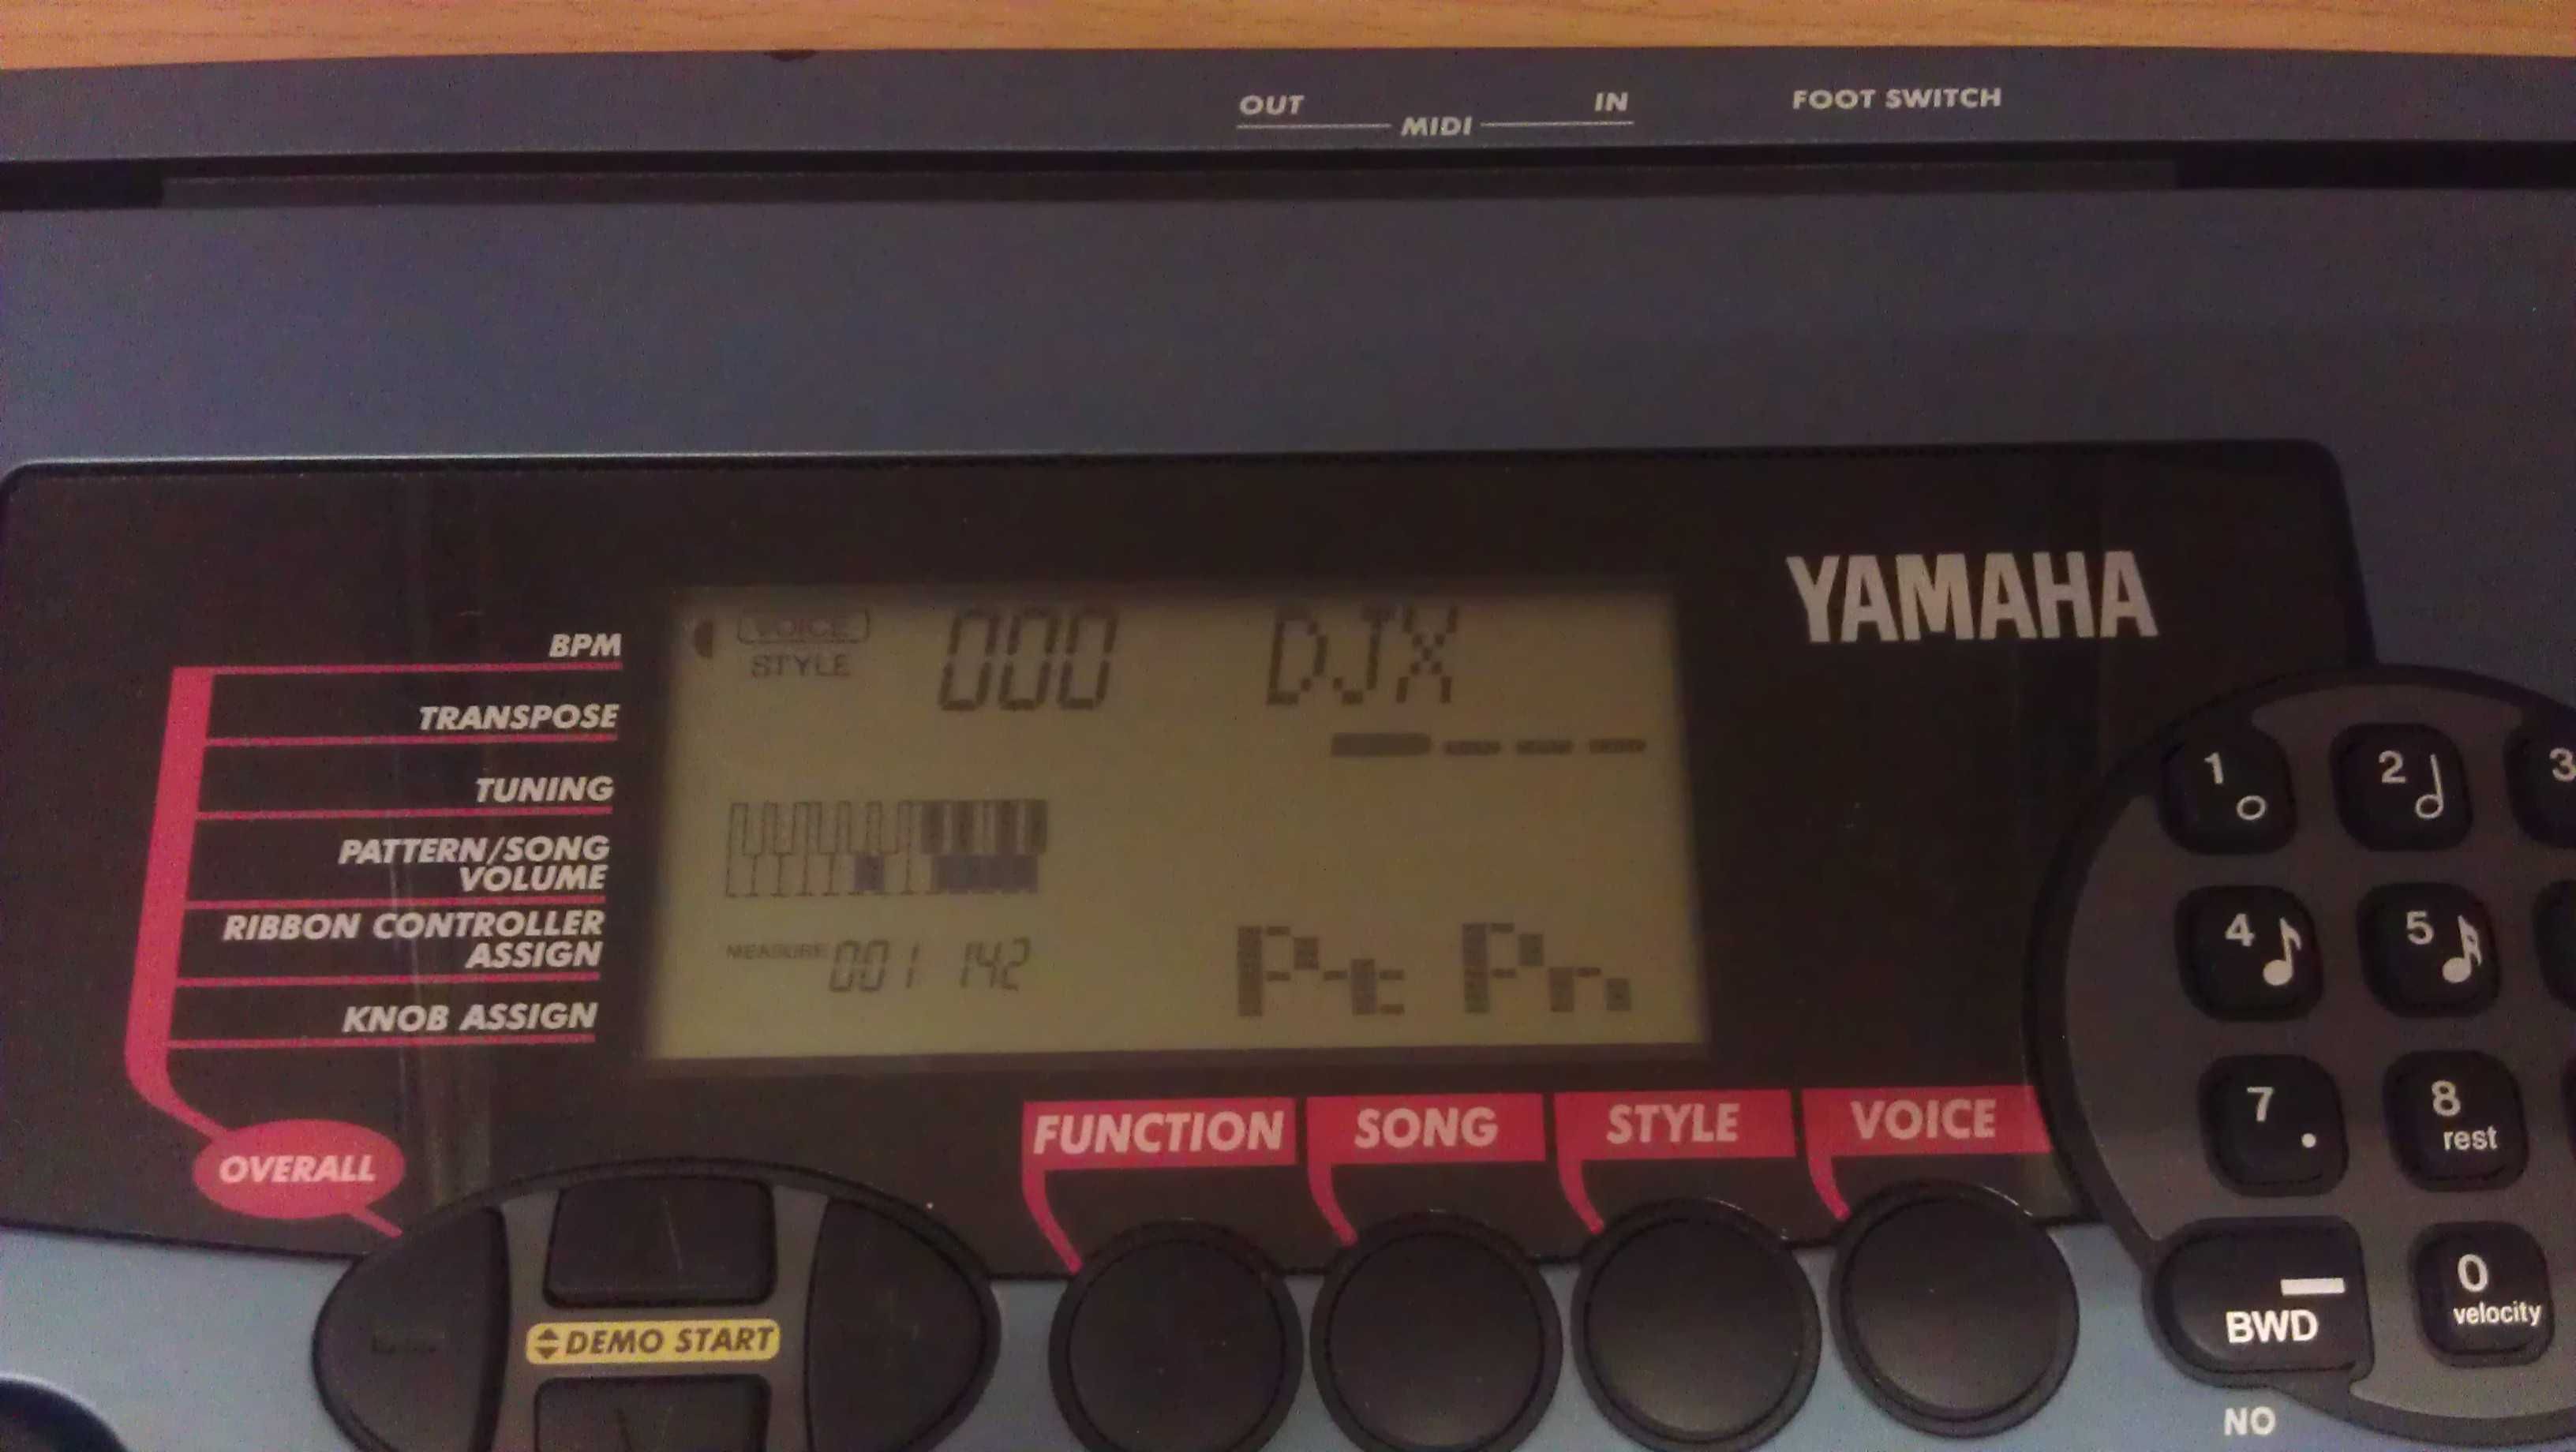 OUT MIDI IN
FOOT SWITCH
YAMAHA
BPM
TRANSPOSE
TUNING
PATTERN/SONG
VOLUME
RIBBON CONTROLLER
ASSIGN
KNOB ASSIGN
OVERALL
VOICE
STYLE
000 DJX
MEASURE 001 142
FUNCTION SONG STYLE VOICE
DEMO START
1 2 3
4 5
7 8
rest
BWD 0
velocity
NO